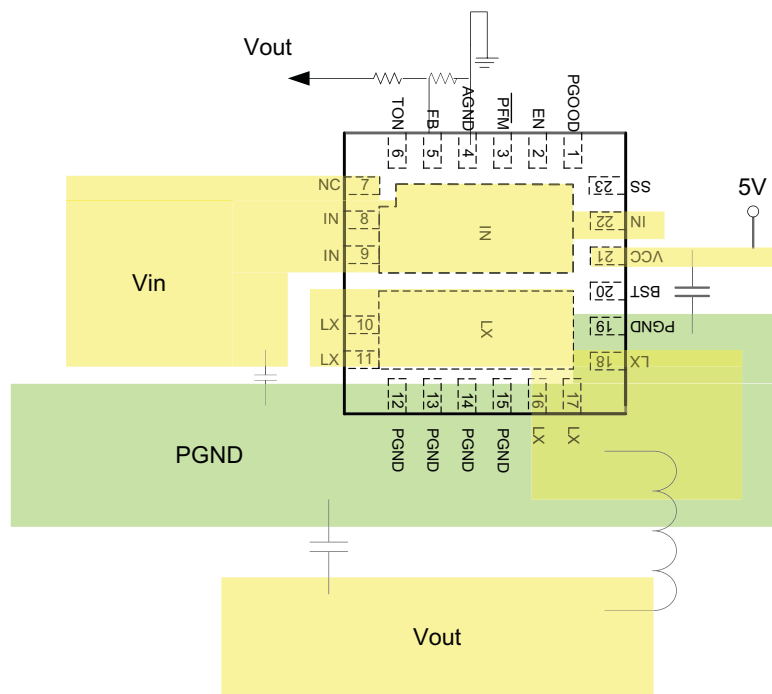 Vout
TON
FB
AGND
PFM
EN
PGOOD
6
5
4
3
2
1
NC
7
23
SS
5V
IN
8
22
IN
IN
IN
9
21
VCC
Vin
20
BST
LX
10
LX
19
PGND
LX
11
18
LX
12
13
14
15
16
17
PGND
PGND
PGND
PGND
PGND
LX
LX
Vout